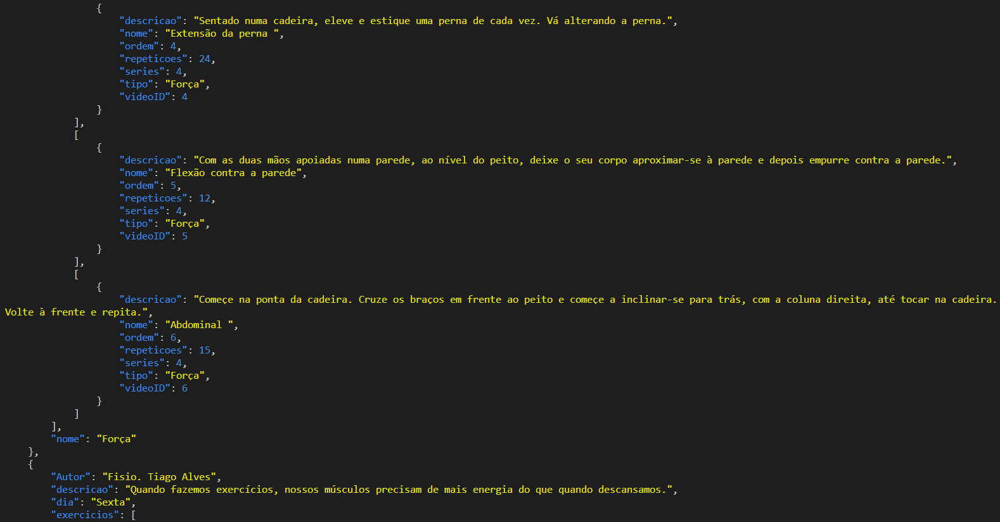 {
"descricao": "Sentado numa cadeira, eleve e estique uma perna de cada vez. Vá alterando a perna.",
"nome": "Extensão da perna ",
"ordem": 4,
"repeticoes": 24,
"series": 4,
"tipo": "Força",
"videoID": 4
}
],
[
{
"descricao": "Com as duas mãos apoiadas numa parede, ao nível do peito, deixe o seu corpo aproximar-se à parede e depois empurre contra a parede.",
"nome": "Flexão contra a parede",
"ordem": 5,
"repeticoes": 12,
"series": 4,
"tipo": "Força",
"videoID": 5
}
],
[
{
"descricao": "Começe na ponta da cadeira. Cruze os braços em frente ao peito e começe a inclinar-se para trás, com a coluna direita, até tocar na cadeira.
Volte à frente e repita.",
"nome": "Abdominal ",
"ordem": 6,
"repeticoes": 15,
"series": 4,
"tipo": "Força",
"videoID": 6
}
]
],
"nome": "Força"
},
{
"Autor": "Fisio. Tiago Alves",
"descricao": "Quando fazemos exercícios, nossos músculos precisam de mais energia do que quando descansamos.",
"dia": "Sexta",
"exercicios": [